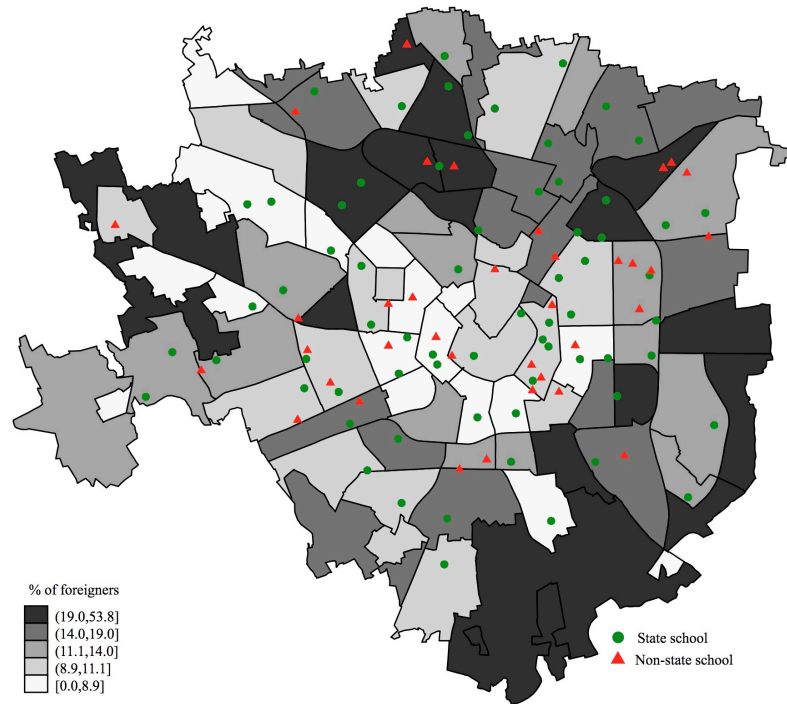 % of foreigners
(19.0,53.8]
(14.0,19.0]
(11.1,14.0]
(8.9,11.1]
[0.0,8.9]
State school
Non-state school